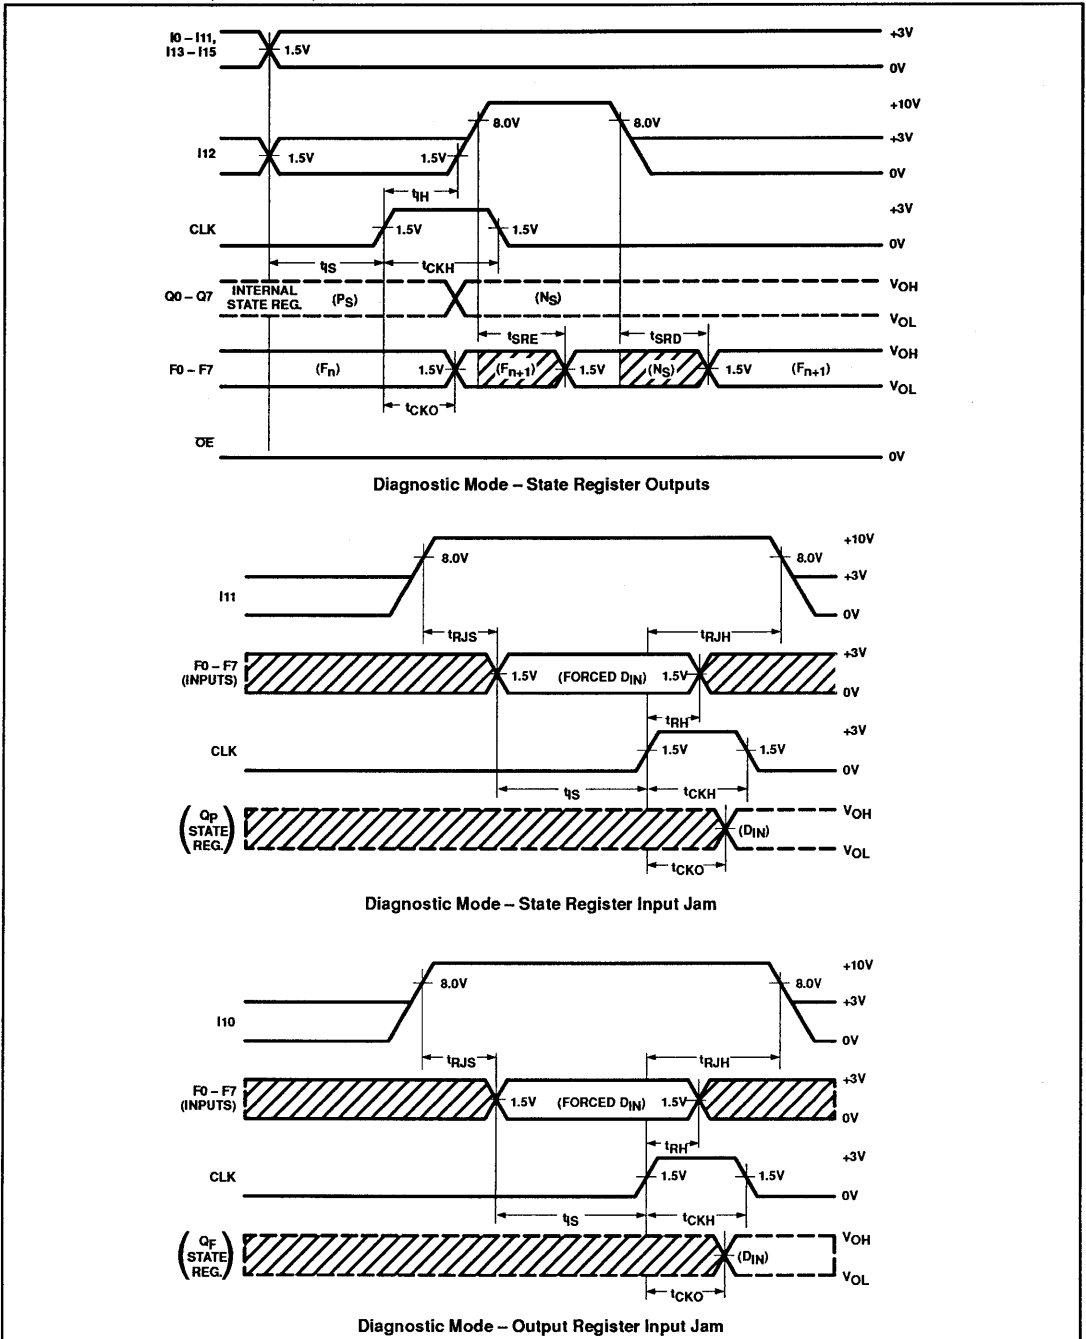 I0 – I11,
I13 – I15
1.5V
+3V
0V
+10V
8.0V
8.0V
+3V
I12
1.5V
1.5V
0V
tIH
+3V
CLK
1.5V
1.5V
0V
tIS
tCKH
VOH
Q0 – Q7
INTERNAL
STATE REG.
(PS)
(NS)
VOL
tSRE
tSRD
VOH
F0 – F7
(Fn)
1.5V
(Fn+1)
1.5V
(NS)
1.5V
(Fn+1)
VOL
tCKO
OE
0V
Diagnostic Mode – State Register Outputs
+10V
8.0V
8.0V
+3V
I11
0V
tRJS
tRJH
+3V
F0 – F7
(INPUTS)
1.5V
(FORCED DIN)
1.5V
0V
tRH
+3V
CLK
1.5V
1.5V
0V
tIS
tCKH
VOH
(QP
STATE
REG.)
(DIN)
VOL
tCKO
Diagnostic Mode – State Register Input Jam
+10V
8.0V
8.0V
+3V
I10
0V
tRJS
tRJH
+3V
F0 – F7
(INPUTS)
1.5V
(FORCED DIN)
1.5V
0V
tRH
+3V
CLK
1.5V
1.5V
0V
tIS
tCKH
VOH
(QF
STATE
REG.)
(DIN)
VOL
tCKO
Diagnostic Mode – Output Register Input Jam